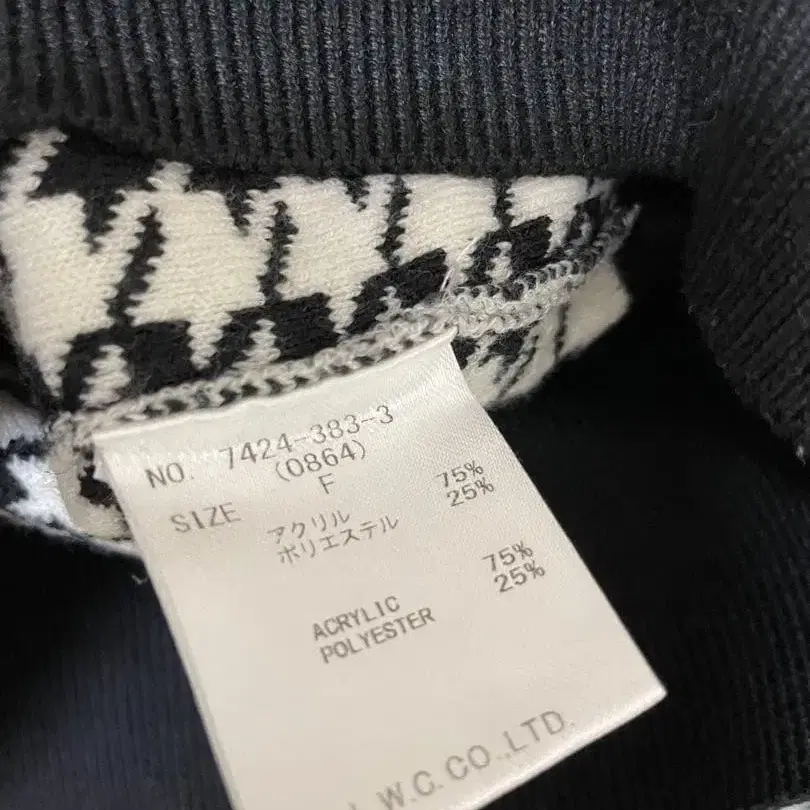 NO. 7424-383-3
(0864)
SIZE F
アクリル 75%
ポリエステル 25%
ACRYLIC 75%
POLYESTER 25%
W.C.CO.,LTD.